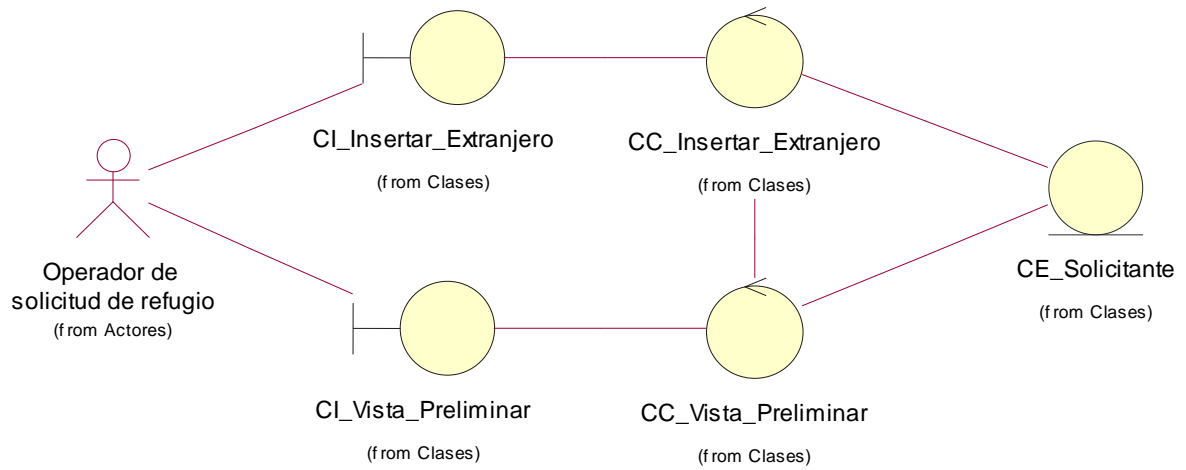 CI_Insertar_Extranjero
(from Clases)
CC_Insertar_Extranjero
(from Clases)
Operador de
solicitud de refugio
(from Actores)
CE_Solicitante
(from Clases)
CI_Vista_Preliminar
(from Clases)
CC_Vista_Preliminar
(from Clases)